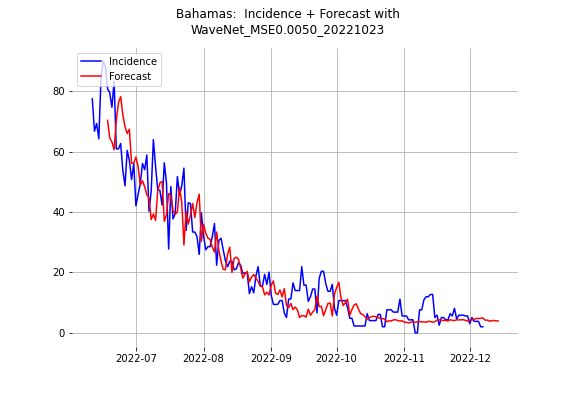 Bahamas:  Incidence + Forecast with
WaveNet_MSE0.0050_20221023
Incidence
Forecast
80
60
40
20
0
2022-07 2022-08 2022-09 2022-10 2022-11 2022-12